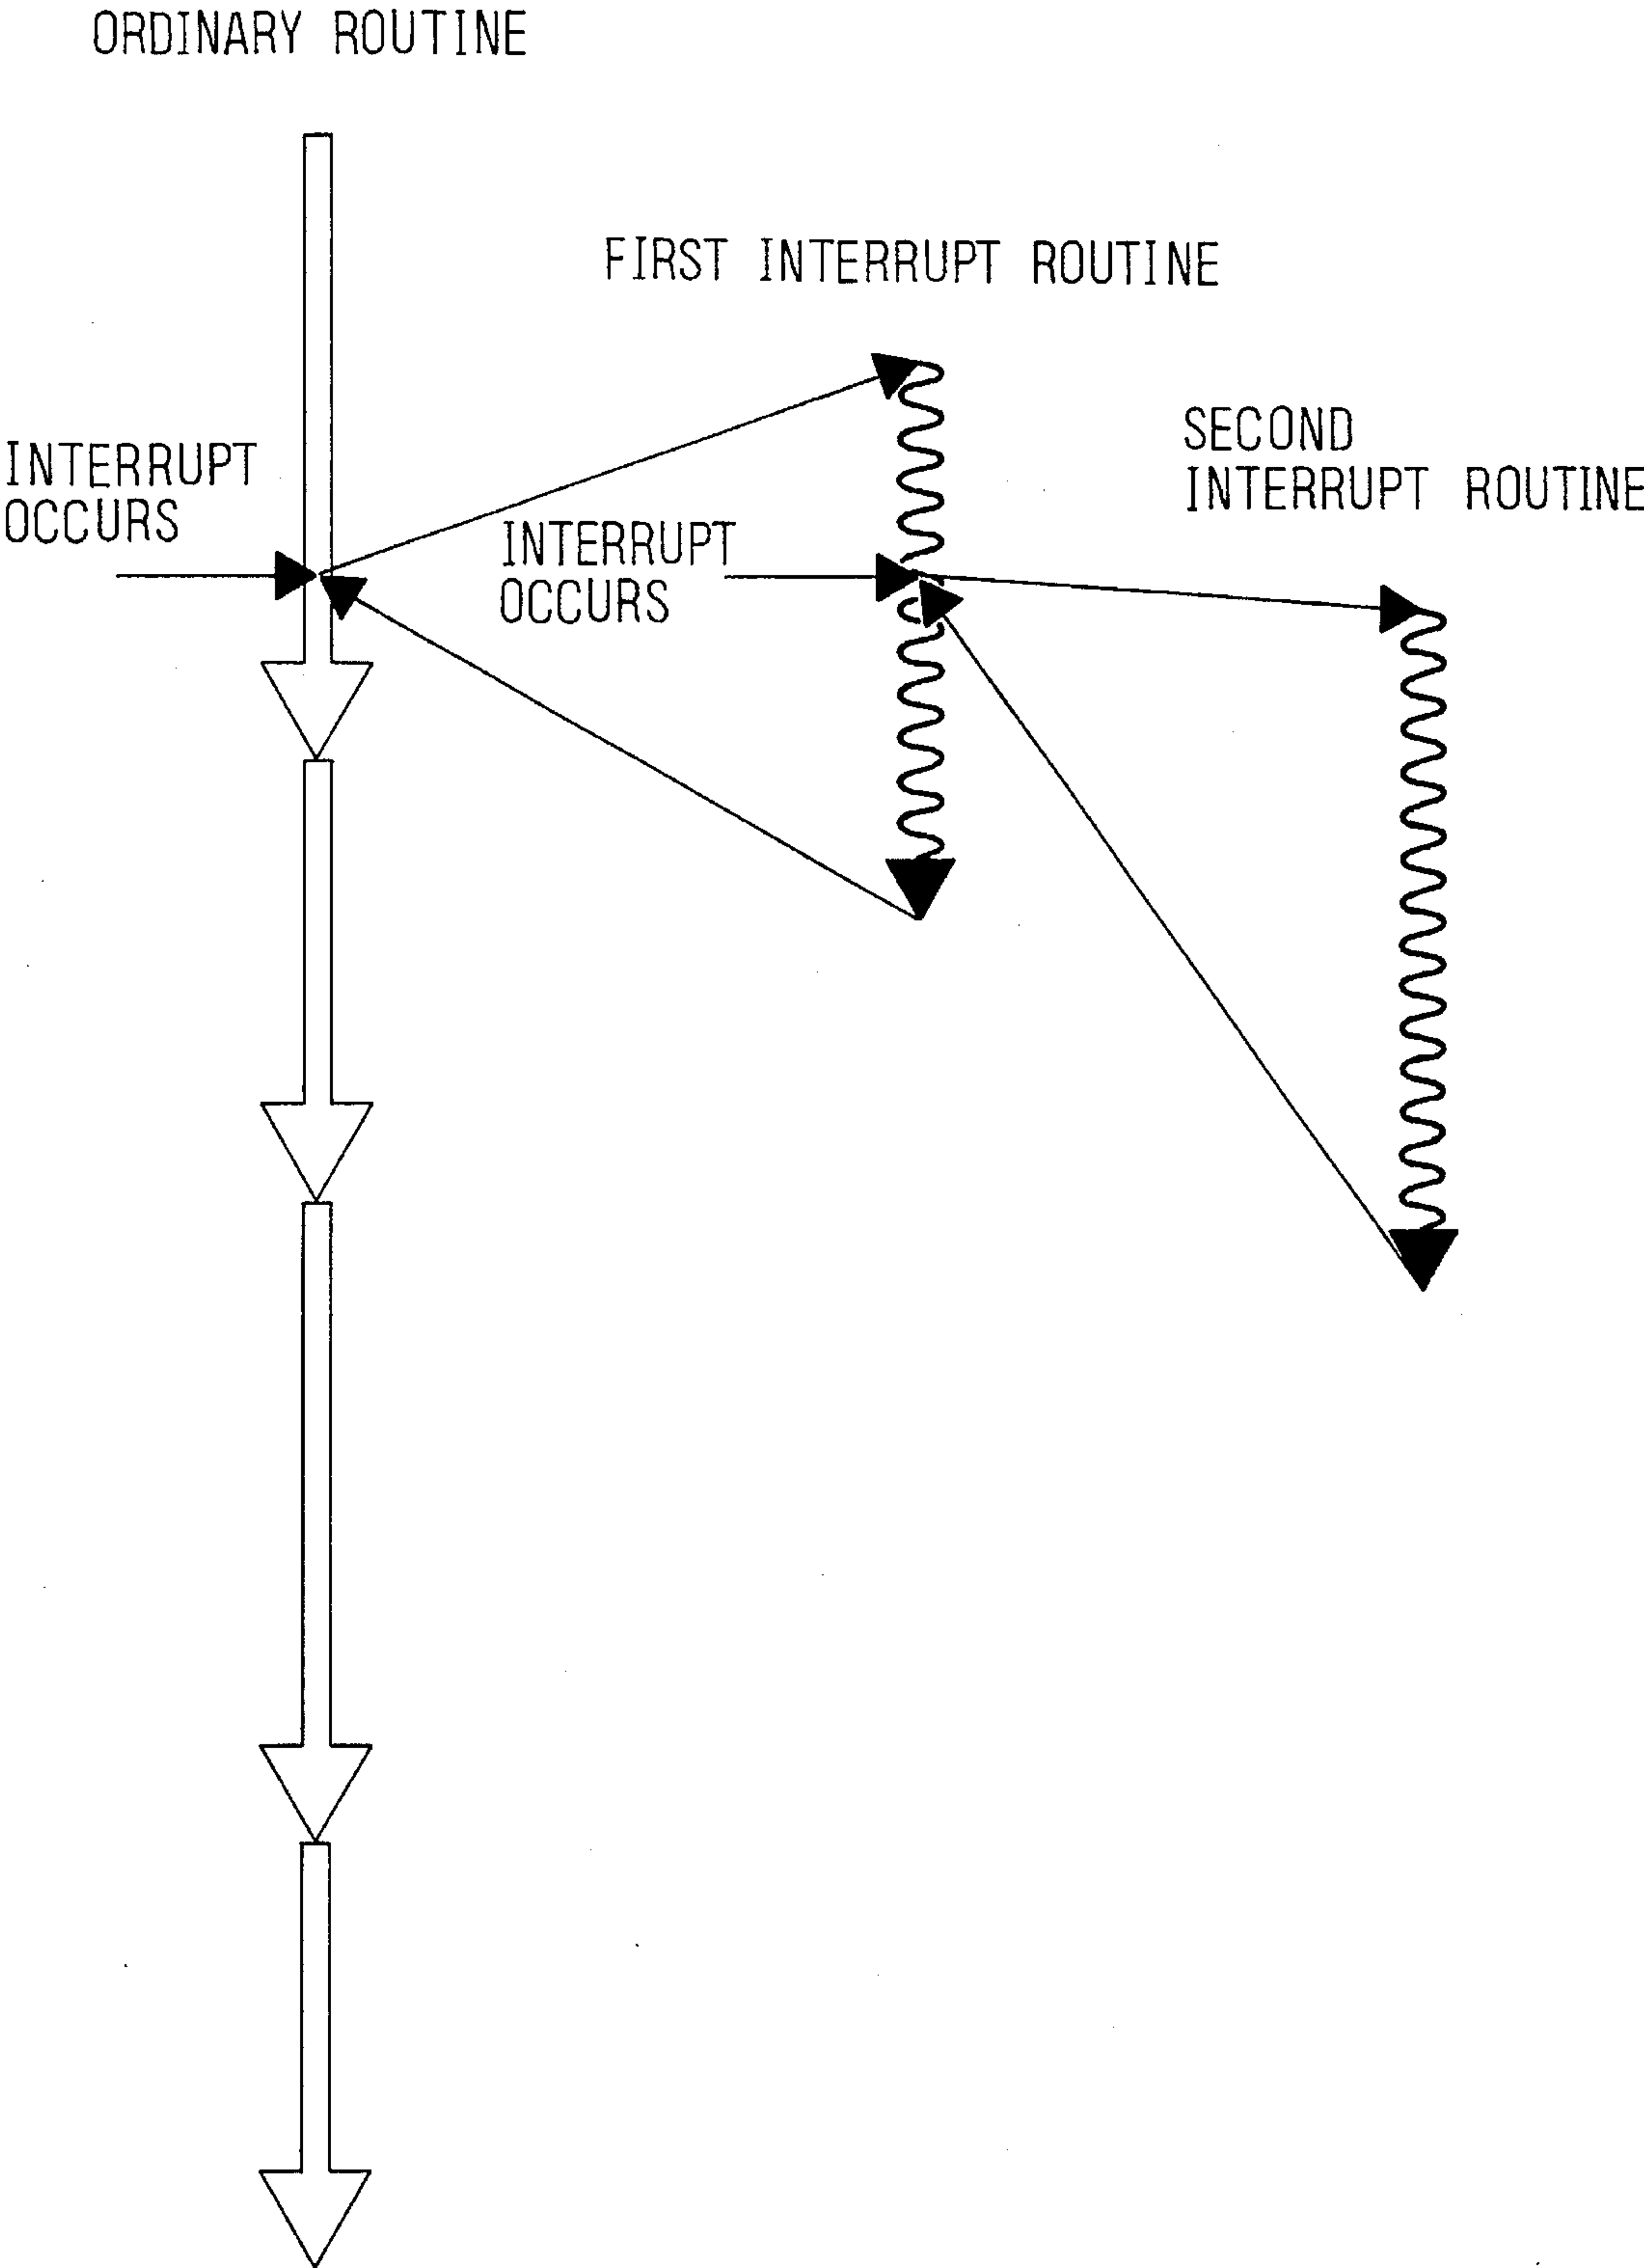 ORDINARY ROUTINE
FIRST INTERRUPT ROUTINE
SECOND
INTERRUPT ROUTINE
INTERRUPT
OCCURS
INTERRUPT
OCCURS